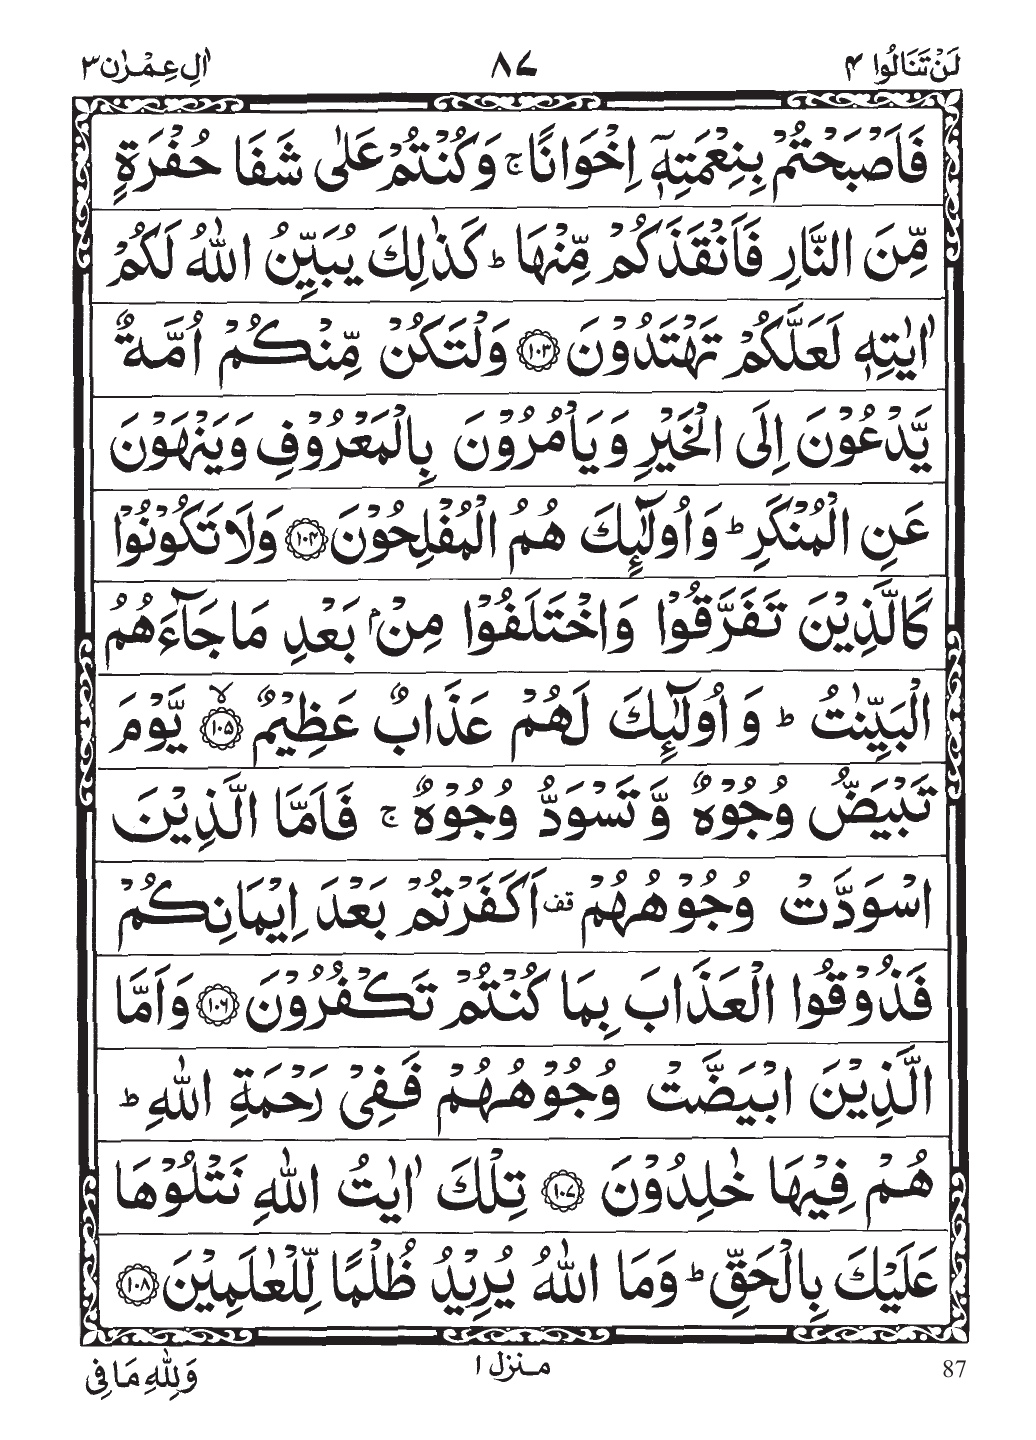 لَنْ تَنَالُوا ۴ ۸۷ اٰلِ عِمْرٰن ۳
فَاَصْبَحْتُمْ بِنِعْمَتِهٖٓ اِخْوَانًا ۚ وَكُنْتُمْ عَلٰى شَفَا حُفْرَةٍ
مِّنَ النَّارِ فَاَنْقَذَكُمْ مِّنْهَا ؕ كَذٰلِكَ يُبَيِّنُ اللّٰهُ لَكُمْ
اٰيٰتِهٖ لَعَلَّكُمْ تَهْتَدُوْنَ ۝۱۰۳ وَلْتَكُنْ مِّنْكُمْ اُمَّةٌ
يَّدْعُوْنَ اِلَى الْخَيْرِ وَيَاْمُرُوْنَ بِالْمَعْرُوْفِ وَيَنْهَوْنَ
عَنِ الْمُنْكَرِ ؕ وَاُولٰٓئِكَ هُمُ الْمُفْلِحُوْنَ ۝۱۰۴ وَلَا تَكُوْنُوْا
كَالَّذِيْنَ تَفَرَّقُوْا وَاخْتَلَفُوْا مِنْۢ بَعْدِ مَا جَآءَهُمُ
الْبَيِّنٰتُ ؕ وَاُولٰٓئِكَ لَهُمْ عَذَابٌ عَظِيْمٌ ۝۱۰۵ۙ يَّوْمَ
تَبْيَضُّ وُجُوْهٌ وَّتَسْوَدُّ وُجُوْهٌ ۚ فَاَمَّا الَّذِيْنَ
اسْوَدَّتْ وُجُوْهُهُمْ قف اَكَفَرْتُمْ بَعْدَ اِيْمَانِكُمْ
فَذُوْقُوا الْعَذَابَ بِمَا كُنْتُمْ تَكْفُرُوْنَ ۝۱۰۶ وَاَمَّا
الَّذِيْنَ ابْيَضَّتْ وُجُوْهُهُمْ فَفِيْ رَحْمَةِ اللّٰهِ ؕ
هُمْ فِيْهَا خٰلِدُوْنَ ۝۱۰۷ تِلْكَ اٰيٰتُ اللّٰهِ نَتْلُوْهَا
عَلَيْكَ بِالْحَقِّ ؕ وَمَا اللّٰهُ يُرِيْدُ ظُلْمًا لِّلْعٰلَمِيْنَ ۝۱۰۸
87 مـنزل ۱ وَلِلّٰهِ مَا فِى